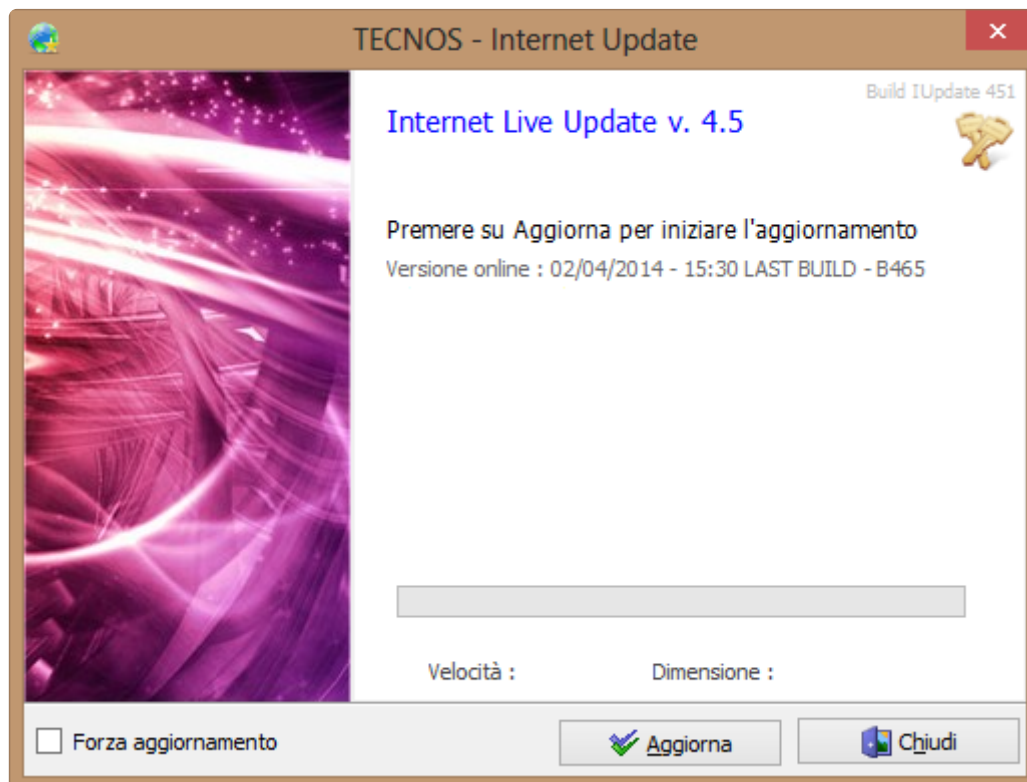 TECNOS - Internet Update
Build IUpdate 451
Internet Live Update v. 4.5
Premere su Aggiorna per iniziare l'aggiornamento
Versione online : 02/04/2014 - 15:30 LAST BUILD - B465
Velocità : Dimensione :
Forza aggiornamento Aggiorna Chiudi